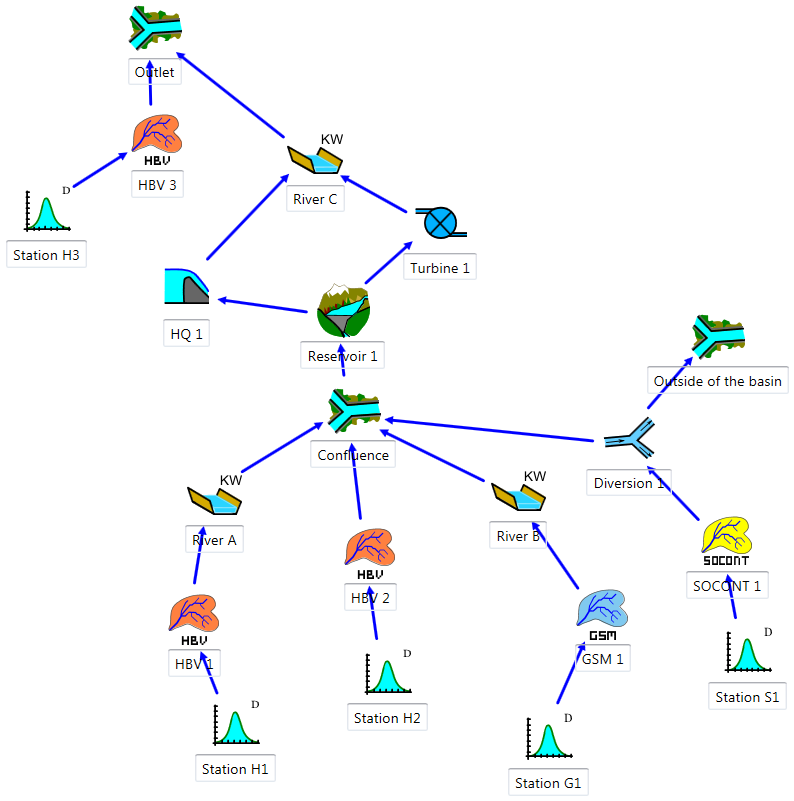 Outlet
KW
HBV
HBV 3
River C
D
Station H3
Turbine 1
HQ 1
Reservoir 1
Outside of the basin
Confluence
KW
River A
KW
River B
Diversion 1
HBV
HBV 2
SOCONT
SOCONT 1
HBV
HBV 1
GSM
GSM 1
D
Station H2
D
Station S1
D
Station H1
D
Station G1